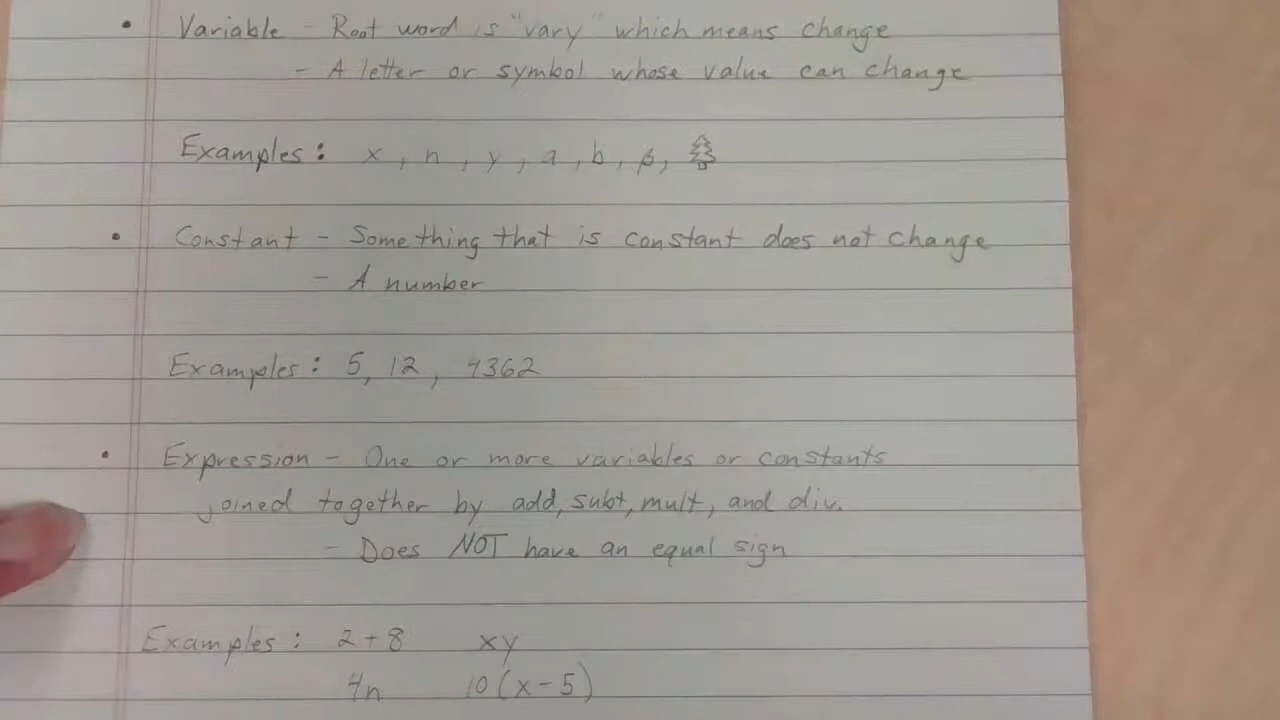 • Variable - Root word is "vary" which means change
- A letter or symbol whose value can change
Examples: x, n, y, a, b, β, 🌲
• Constant - Something that is constant does not change
- A number
Examples: 5, 12, 4362
• Expression - One or more variables or constants
joined together by add, subt, mult, and div.
- Does NOT have an equal sign
Examples: 2+8 xy
4n 10(x-5)